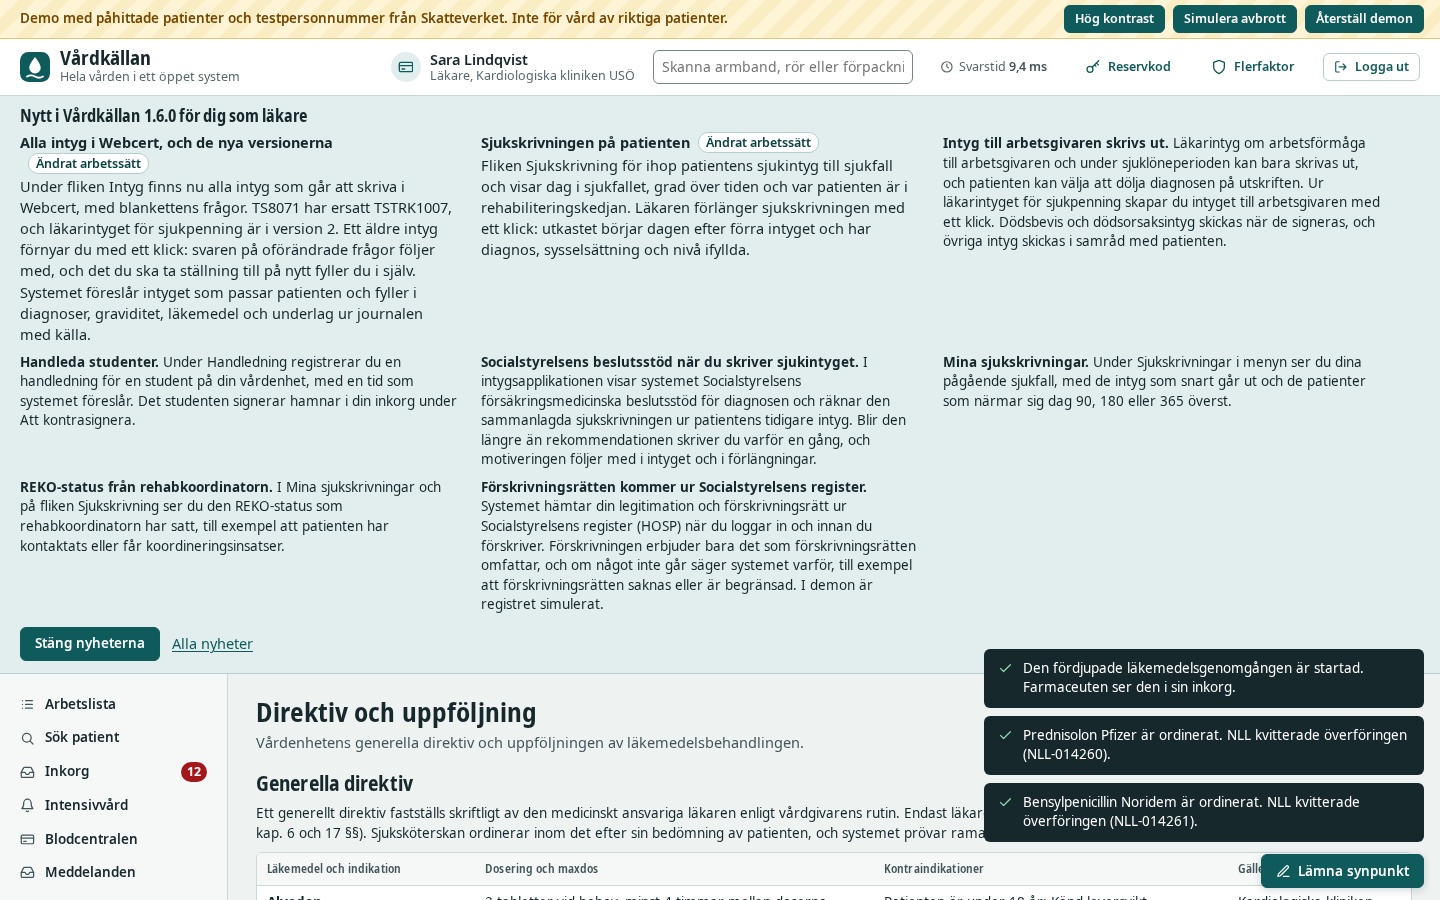 Demo med påhittade patienter och testpersonnummer från Skatteverket. Inte för vård av riktiga patienter.
Hög kontrast
Simulera avbrott
Återställ demon
Vårdkällan
Hela vården i ett öppet system
Sara Lindqvist
Läkare, Kardiologiska kliniken USÖ
Skanna armband, rör eller förpackni
Svarstid 9,4 ms
Reservkod
Flerfaktor
Logga ut
Nytt i Vårdkällan 1.6.0 för dig som läkare
Alla intyg i Webcert, och de nya versionerna
Ändrat arbetssätt
Under fliken Intyg finns nu alla intyg som går att skriva i
Webcert, med blankettens frågor. TS8071 har ersatt TSTRK1007,
och läkarintyget för sjukpenning är i version 2. Ett äldre intyg
förnyar du med ett klick: svaren på oförändrade frågor följer
med, och det du ska ta ställning till på nytt fyller du i själv.
Systemet föreslår intyget som passar patienten och fyller i
diagnoser, graviditet, läkemedel och underlag ur journalen
med källa.
Sjukskrivningen på patienten Ändrat arbetssätt
Fliken Sjukskrivning för ihop patientens sjukintyg till sjukfall
och visar dag i sjukfallet, grad över tiden och var patienten är i
rehabiliteringskedjan. Läkaren förlänger sjukskrivningen med
ett klick: utkastet börjar dagen efter förra intyget och har
diagnos, sysselsättning och nivå ifyllda.
Intyg till arbetsgivaren skrivs ut. Läkarintyg om arbetsförmåga
till arbetsgivaren och under sjuklöneperioden kan bara skrivas ut,
och patienten kan välja att dölja diagnosen på utskriften. Ur
läkarintyget för sjukpenning skapar du intyget till arbetsgivaren med
ett klick. Dödsbevis och dödsorsaksintyg skickas när de signeras, och
övriga intyg skickas i samråd med patienten.
Handleda studenter. Under Handledning registrerar du en
handledning för en student på din vårdenhet, med en tid som
systemet föreslår. Det studenten signerar hamnar i din inkorg under
Att kontrasignera.
Socialstyrelsens beslutsstöd när du skriver sjukintyget. I
intygsapplikationen visar systemet Socialstyrelsens
försäkringsmedicinska beslutsstöd för diagnosen och räknar den
sammanlagda sjukskrivningen ur patientens tidigare intyg. Blir den
längre än rekommendationen skriver du varför en gång, och
motiveringen följer med i intyget och i förlängningar.
Mina sjukskrivningar. Under Sjukskrivningar i menyn ser du dina
pågående sjukfall, med de intyg som snart går ut och de patienter
som närmar sig dag 90, 180 eller 365 överst.
REKO-status från rehabkoordinatorn. I Mina sjukskrivningar och
på fliken Sjukskrivning ser du den REKO-status som
rehabkoordinatorn har satt, till exempel att patienten har
kontaktats eller får koordineringsinsatser.
Förskrivningsrätten kommer ur Socialstyrelsens register.
Systemet hämtar din legitimation och förskrivningsrätt ur
Socialstyrelsens register (HOSP) när du loggar in och innan du
förskriver. Förskrivningen erbjuder bara det som förskrivningsrätten
omfattar, och om något inte går säger systemet varför, till exempel
att förskrivningsrätten saknas eller är begränsad. I demon är
registret simulerat.
Stäng nyheterna
Alla nyheter
Arbetslista
Sök patient
Inkorg 12
Intensivvård
Blodcentralen
Meddelanden
Direktiv och uppföljning
Vårdenhetens generella direktiv och uppföljningen av läkemedelsbehandlingen.
Generella direktiv
Ett generellt direktiv fastställs skriftligt av den medicinskt ansvariga läkaren enligt vårdgivarens rutin. Endast läkar
kap. 6 och 17 §§). Sjuksköterskan ordinerar inom det efter sin bedömning av patienten, och systemet prövar rama
Läkemedel och indikation
Dosering och maxdos
Kontraindikationer
Gälle
Den fördjupade läkemedelsgenomgången är startad.
Farmaceuten ser den i sin inkorg.
Prednisolon Pfizer är ordinerat. NLL kvitterade överföringen
(NLL-014260).
Bensylpenicillin Noridem är ordinerat. NLL kvitterade
överföringen (NLL-014261).
Lämna synpunkt